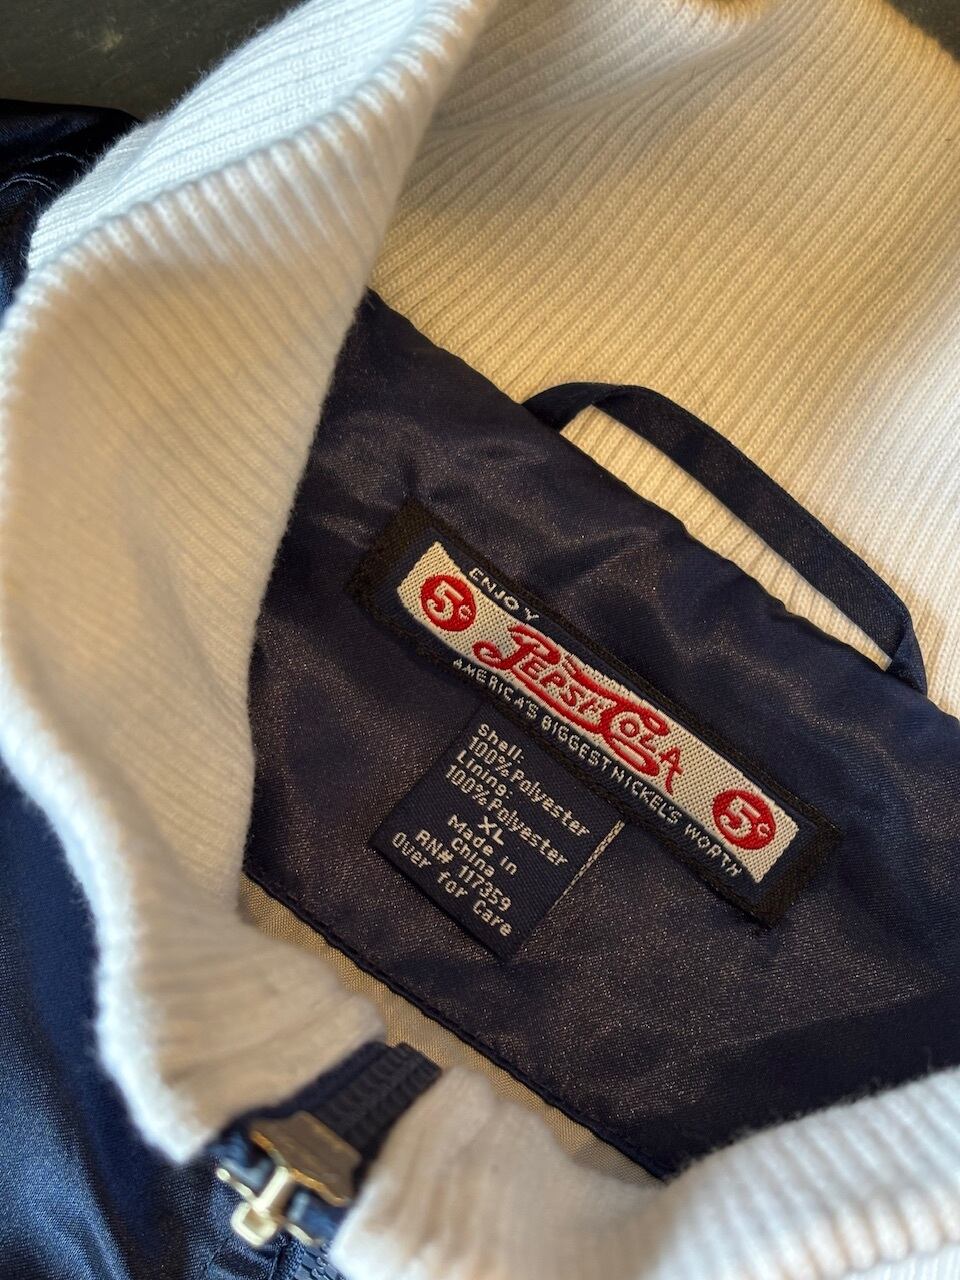 ENJOY
5¢ PEPSI-COLA 5¢
AMERICA'S BIGGEST NICKEL'S WORTH
Shell:
100% Polyester
Lining:
100% Polyester
XL
Made in
China
RN# 117359
Over for Care